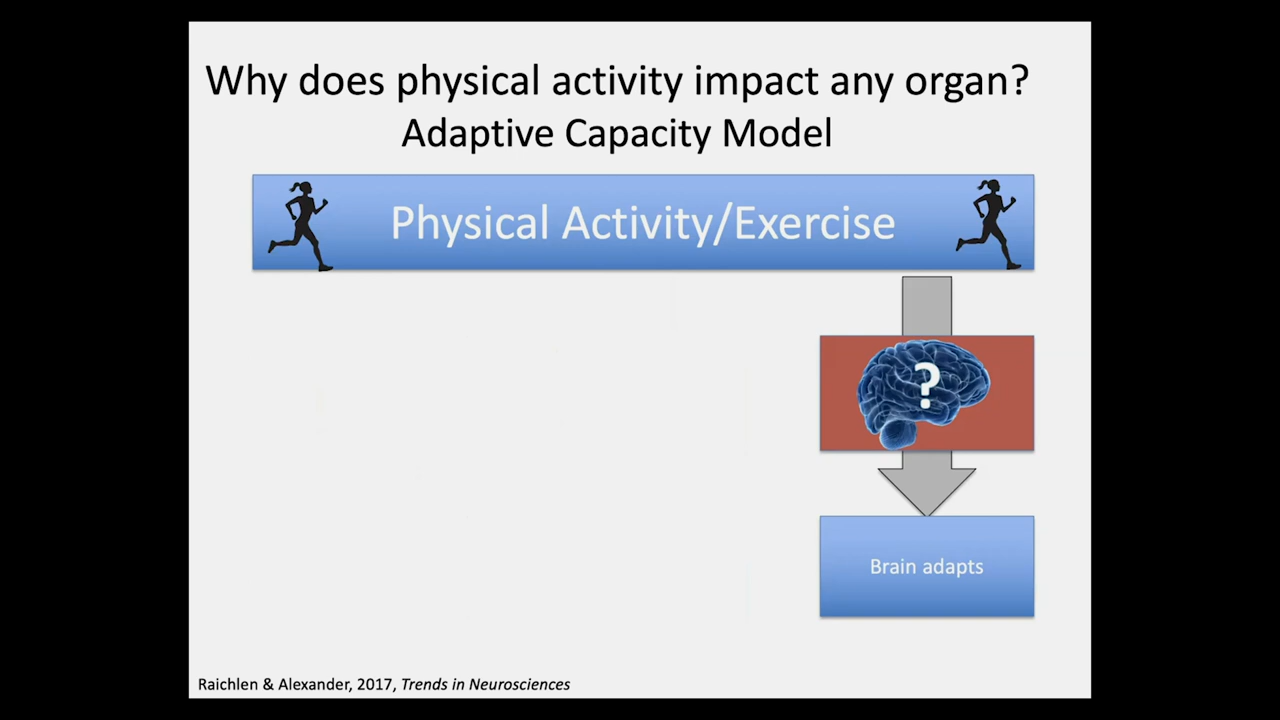 Why does physical activity impact any organ?
Adaptive Capacity Model
Physical Activity/Exercise
?
Brain adapts
Raichlen & Alexander, 2017, Trends in Neurosciences